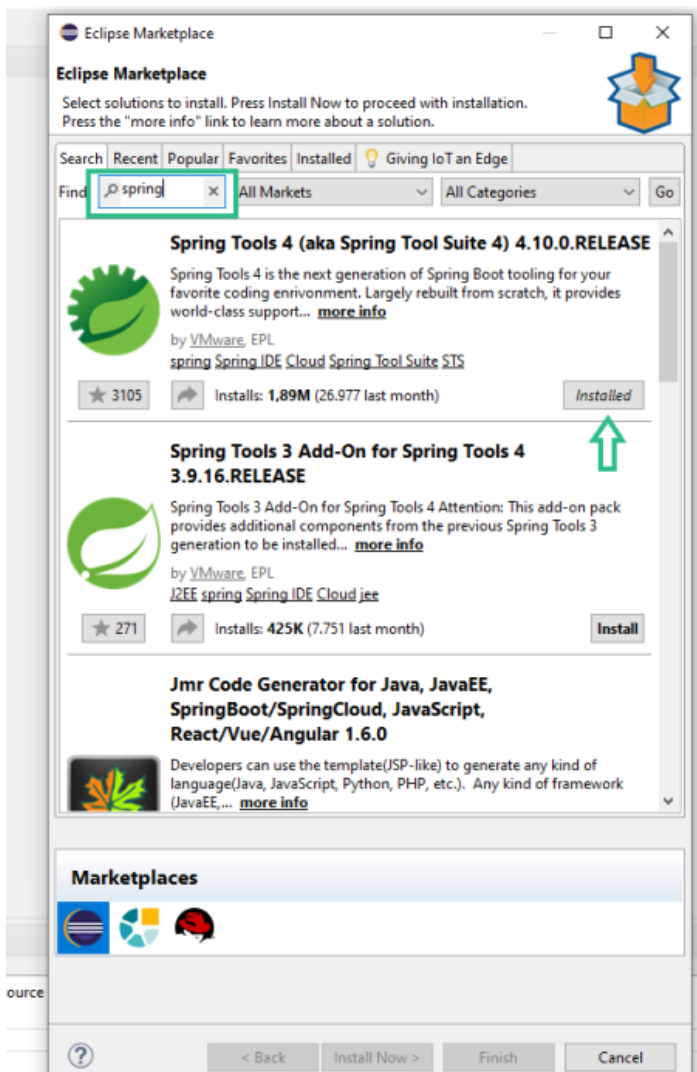 Eclipse Marketplace
Eclipse Marketplace
Select solutions to install. Press Install Now to proceed with installation.
Press the "more info" link to learn more about a solution.
Search Recent Popular Favorites Installed Giving IoT an Edge
Find spring All Markets All Categories Go
Spring Tools 4 (aka Spring Tool Suite 4) 4.10.0.RELEASE
Spring Tools 4 is the next generation of Spring Boot tooling for your
favorite coding enrivonment. Largely rebuilt from scratch, it provides
world-class support... more info
by VMware, EPL
spring Spring IDE Cloud Spring Tool Suite STS
3105 Installs: 1,89M (26.977 last month) Installed
Spring Tools 3 Add-On for Spring Tools 4
3.9.16.RELEASE
Spring Tools 3 Add-On for Spring Tools 4 Attention: This add-on pack
provides additional components from the previous Spring Tools 3
generation to be installed... more info
by VMware, EPL
J2EE spring Spring IDE Cloud jee
271 Installs: 425K (7.751 last month) Install
Jmr Code Generator for Java, JavaEE,
SpringBoot/SpringCloud, JavaScript,
React/Vue/Angular 1.6.0
Developers can use the template(JSP-like) to generate any kind of
language(Java, JavaScript, Python, PHP, etc.). Any kind of framework
(JavaEE,... more info
Marketplaces
ource
? < Back Install Now > Finish Cancel